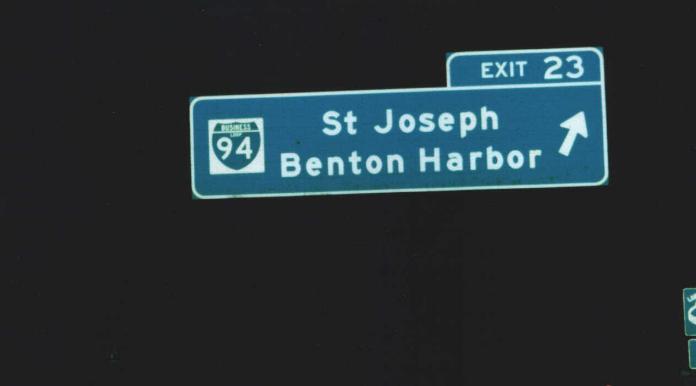 EXIT 23
BUSINESS
LOOP
94
St Joseph
Benton Harbor